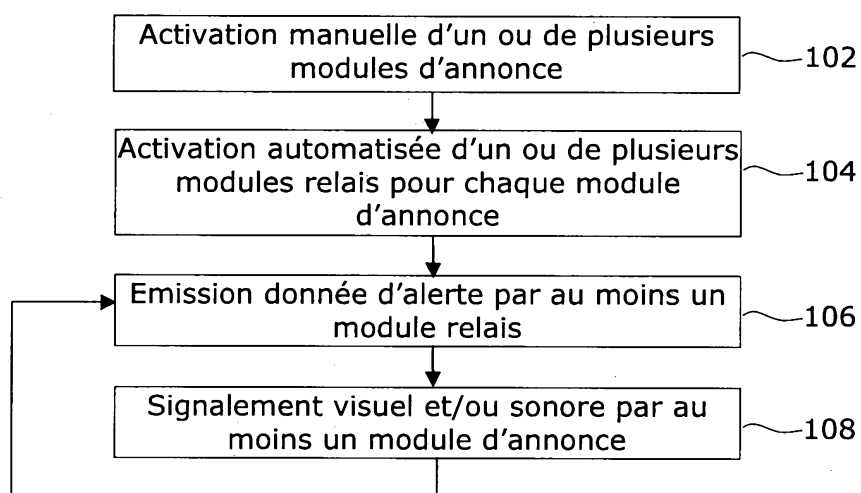 Activation manuelle d'un ou de plusieurs
modules d'annonce
102
Activation automatisée d'un ou de plusieurs
modules relais pour chaque module
d'annonce
104
Emission donnée d'alerte par au moins un
module relais
106
Signalement visuel et/ou sonore par au
moins un module d'annonce
108